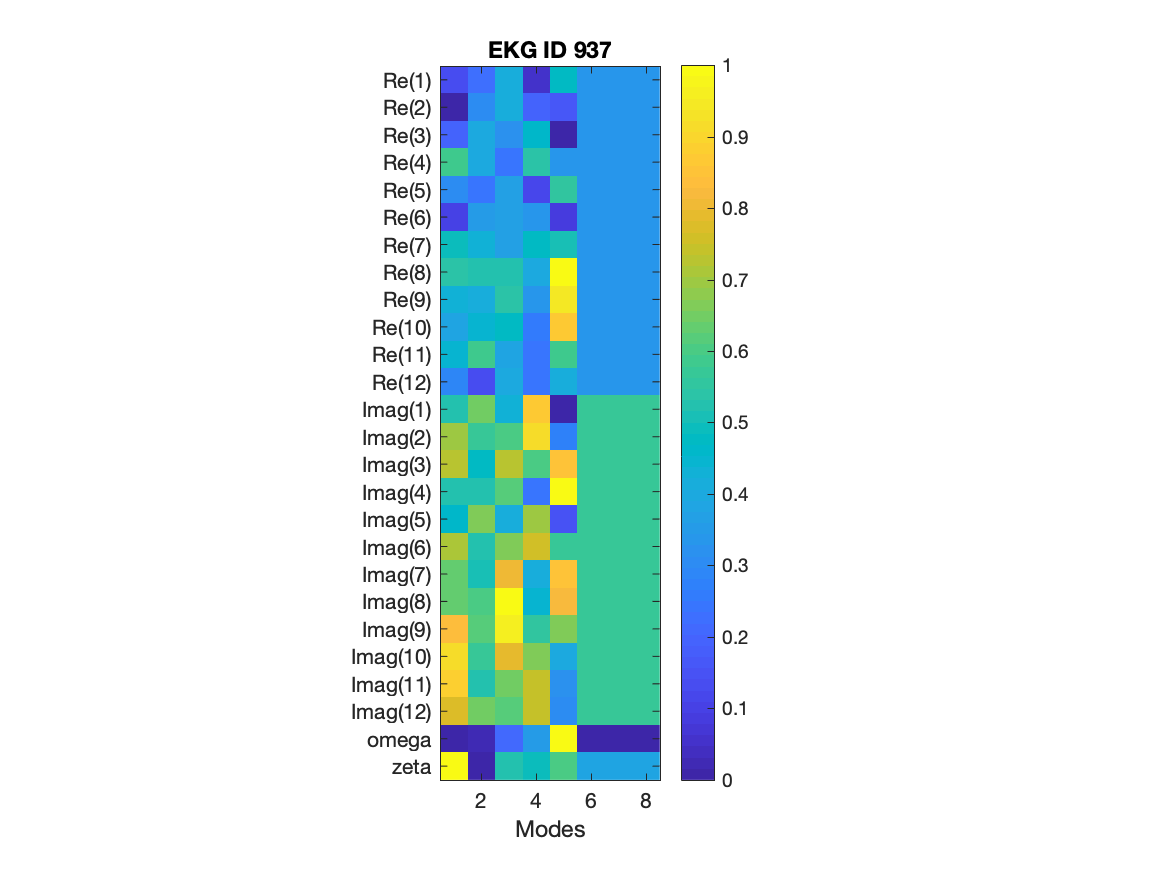 EKG ID 937
Re(1)
Re(2)
Re(3)
Re(4)
Re(5)
Re(6)
Re(7)
Re(8)
Re(9)
Re(10)
Re(11)
Re(12)
Imag(1)
Imag(2)
Imag(3)
Imag(4)
Imag(5)
Imag(6)
Imag(7)
Imag(8)
Imag(9)
Imag(10)
Imag(11)
Imag(12)
omega
zeta
2 4 6 8
Modes
1
0.9
0.8
0.7
0.6
0.5
0.4
0.3
0.2
0.1
0